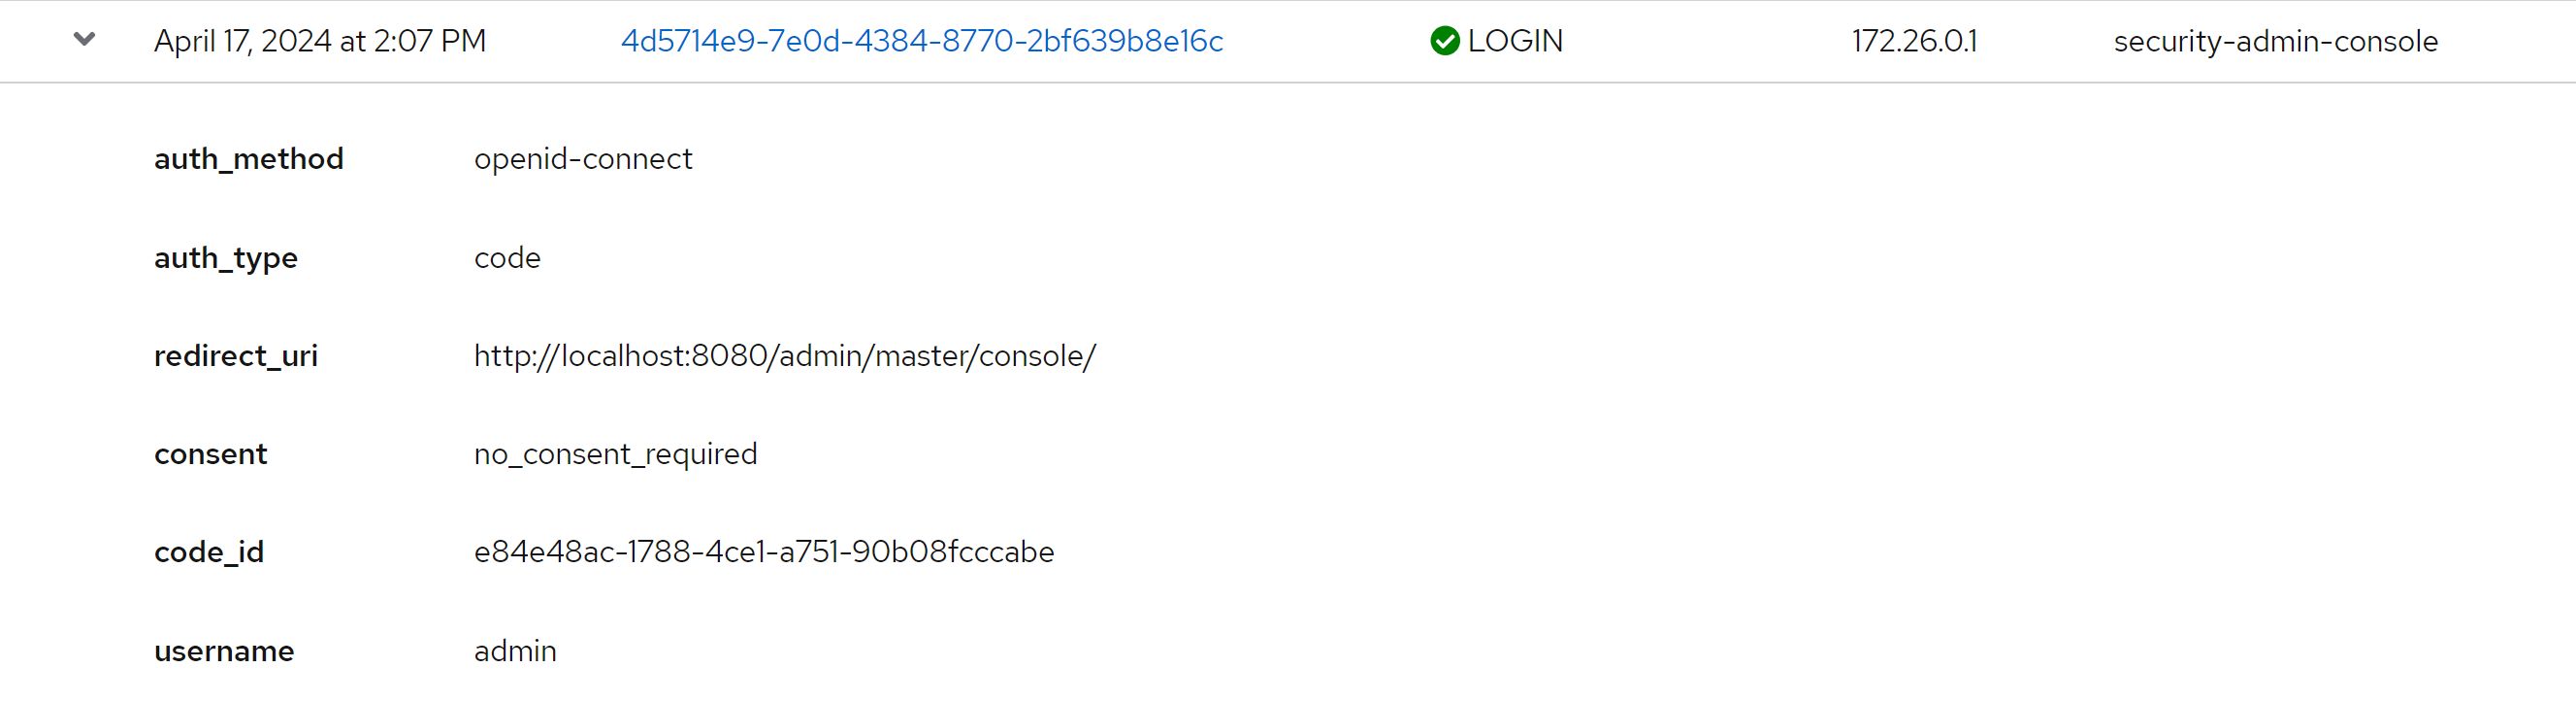 April 17, 2024 at 2:07 PM 4d5714e9-7e0d-4384-8770-2bf639b8e16c LOGIN 172.26.0.1 security-admin-console
auth_method openid-connect
auth_type code
redirect_uri http://localhost:8080/admin/master/console/
consent no_consent_required
code_id e84e48ac-1788-4ce1-a751-90b08fcccabe
username admin